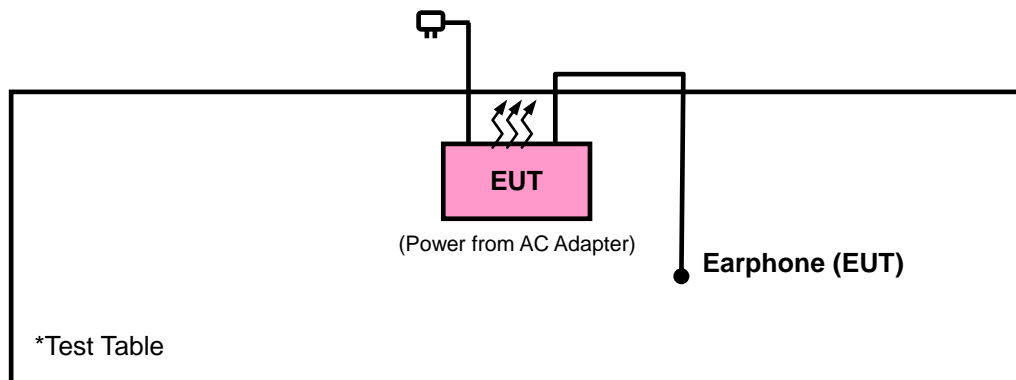 EUT
(Power from AC Adapter)
Earphone (EUT)
*Test Table